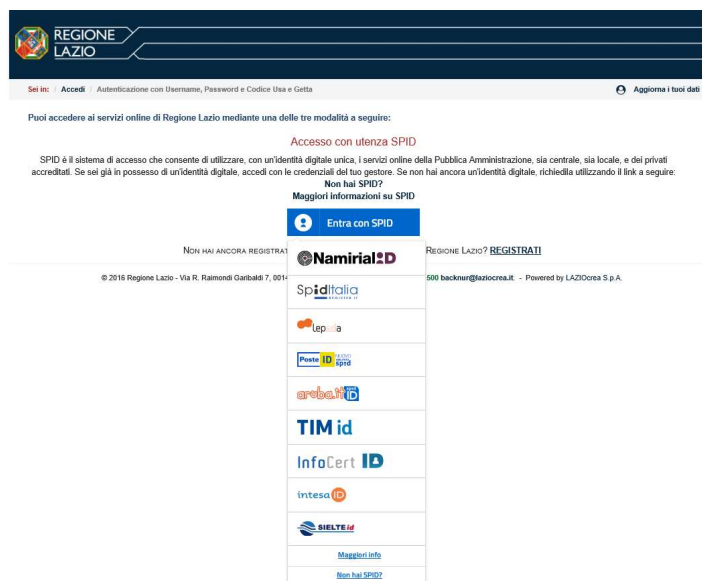 REGIONE
LAZIO
Sei in: / Accedi / Autenticazione con Username, Password e Codice Usa e Getta
Aggiorna i tuoi dati
Puoi accedere ai servizi online di Regione Lazio mediante una delle tre modalità a seguire:
Accesso con utenza SPID
SPID è il sistema di accesso che consente di utilizzare, con un'identità digitale unica, i servizi online della Pubblica Amministrazione, sia centrale, sia locale, e dei privati
accreditati. Se sei già in possesso di un'identità digitale, accedi con le credenziali del tuo gestore. Se non hai ancora un'identità digitale, richiedila utilizzando il link a seguire:
Non hai SPID?
Maggiori informazioni su SPID
Entra con SPID
NON HAI ANCORA REGISTRAT REGIONE LAZIO? REGISTRATI
© 2016 Regione Lazio - Via R. Raimondi Garibaldi 7, 001 500 backnur@laziocrea.it. - Powered by LAZIOcrea S.p.A.
Namirial ID
SpidItalia
REGISTER.IT
Lep a
Poste ID NUOVO
spid
aruba.it ID
TIM id
InfoCert ID
intesa ID
SIELTE id
Maggiori info
Non hai SPID?